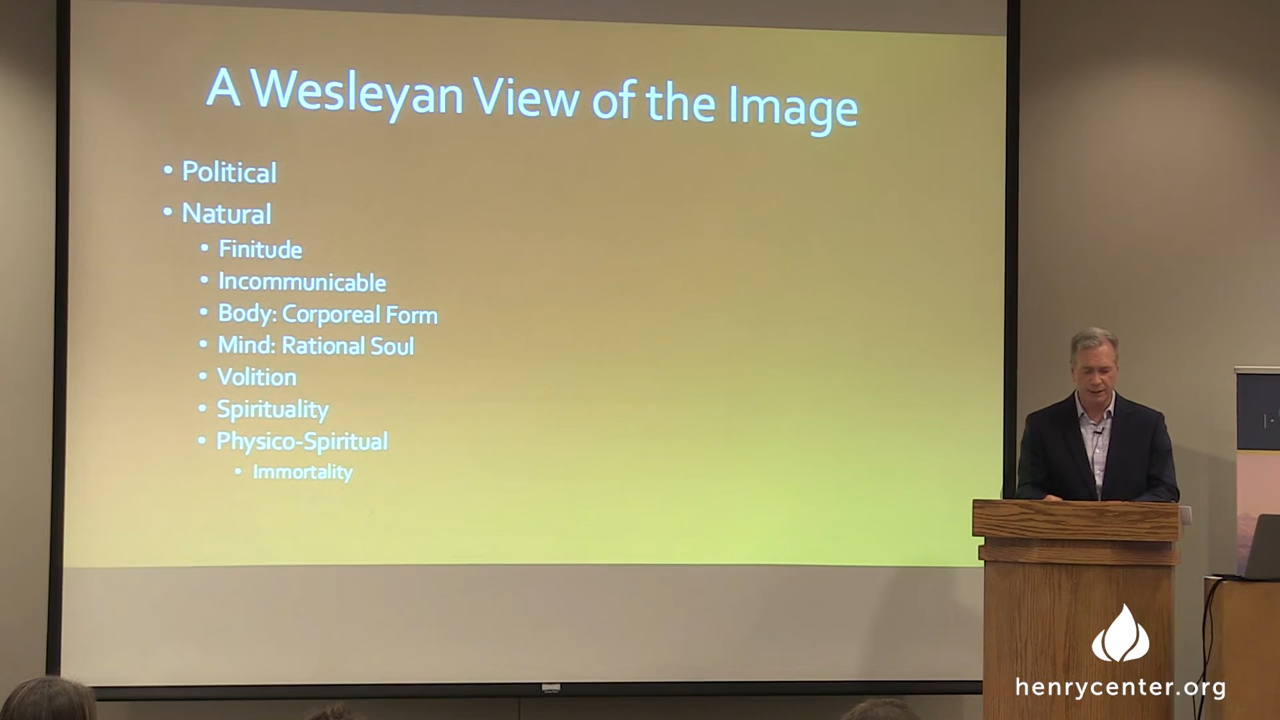 A Wesleyan View of the Image
• Political
• Natural
• Finitude
• Incommunicable
• Body: Corporeal Form
• Mind: Rational Soul
• Volition
• Spirituality
• Physico-Spiritual
• Immortality
henrycenter.org